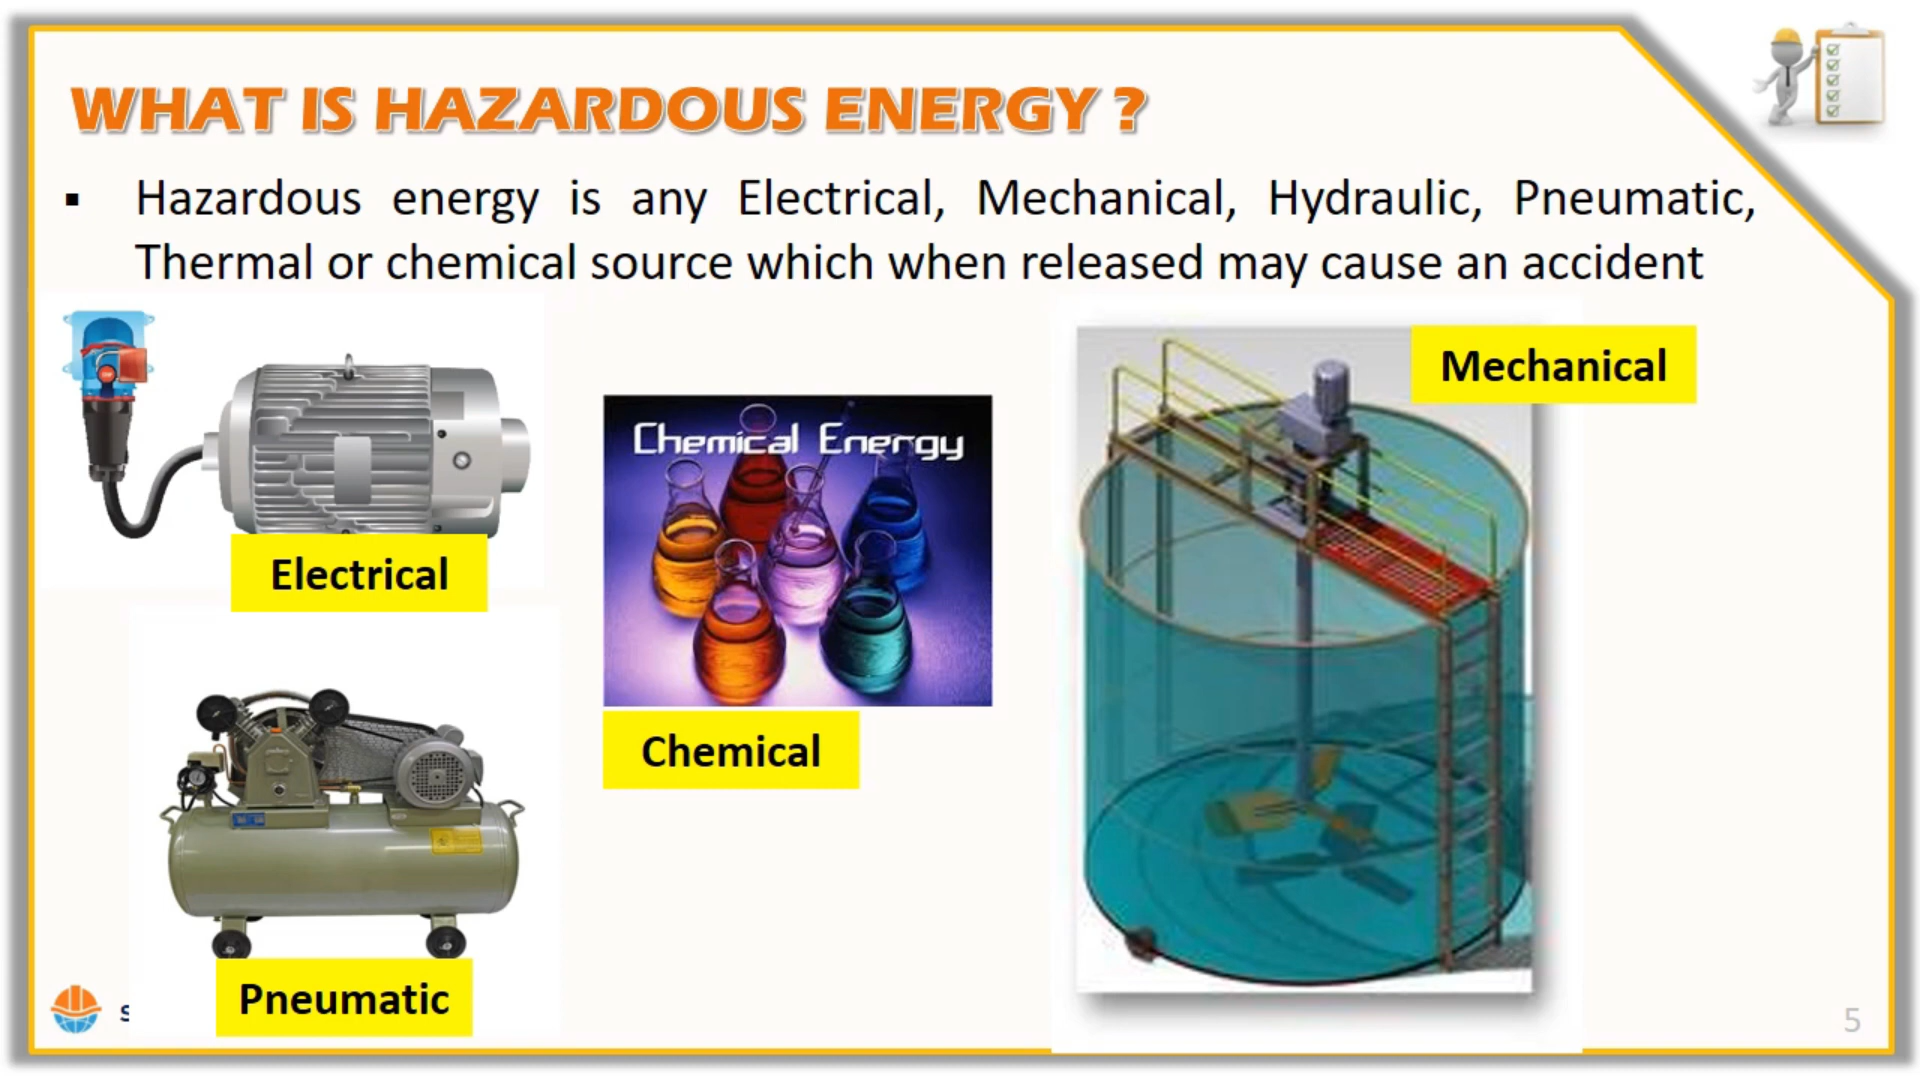 WHAT IS HAZARDOUS ENERGY ?
▪ Hazardous energy is any Electrical, Mechanical, Hydraulic, Pneumatic,
Thermal or chemical source which when released may cause an accident
Mechanical
Chemical Energy
Electrical
Chemical
Pneumatic
S
5